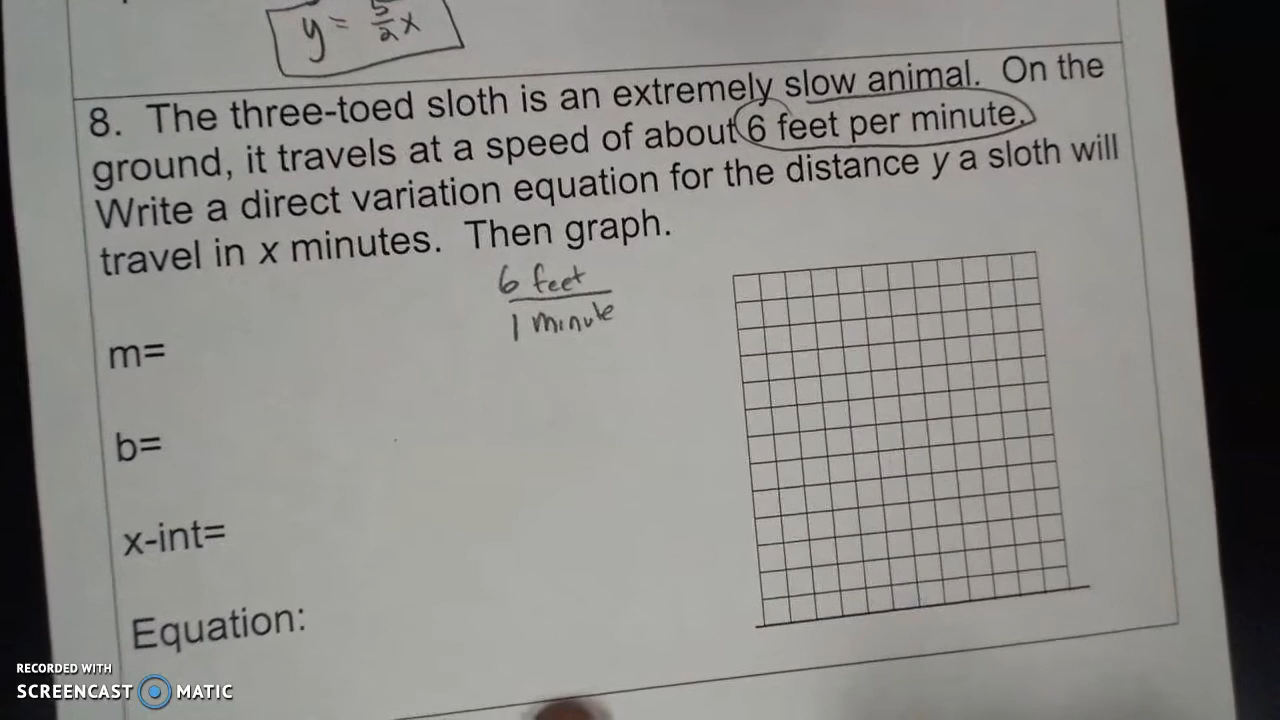 y = 5/2 x
8. The three-toed sloth is an extremely slow animal. On the
ground, it travels at a speed of about 6 feet per minute.
Write a direct variation equation for the distance y a sloth will
travel in x minutes. Then graph.
6 feet
1 minute
m=
b=
x-int=
Equation:
RECORDED WITH
SCREENCAST MATIC